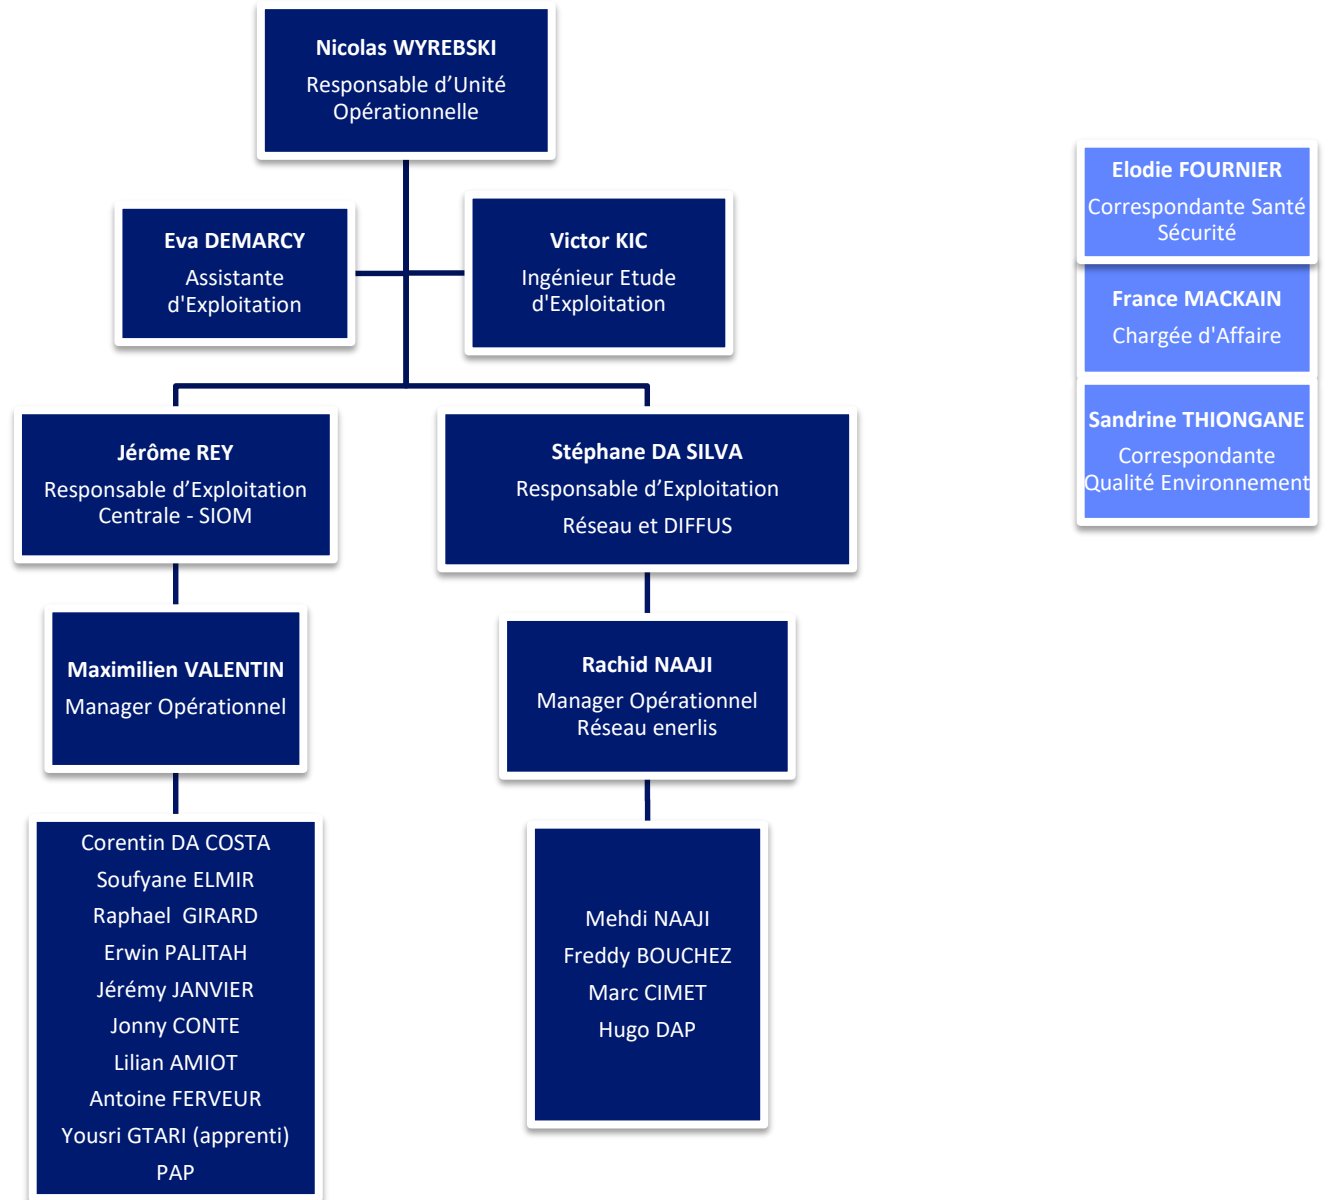 Nicolas WYREBSKI
Responsable d’Unité
Opérationnelle
Eva DEMARCY
Assistante
d'Exploitation
Victor KIC
Ingénieur Etude
d'Exploitation
Jérôme REY
Responsable d’Exploitation
Centrale - SIOM
Stéphane DA SILVA
Responsable d’Exploitation
Réseau et DIFFUS
Maximilien VALENTIN
Manager Opérationnel
Rachid NAAJI
Manager Opérationnel
Réseau enerlis
Corentin DA COSTA
Soufyane ELMIR
Raphael GIRARD
Erwin PALITAH
Jérémy JANVIER
Jonny CONTE
Lilian AMIOT
Antoine FERVEUR
Yousri GTARI (apprenti)
PAP
Mehdi NAAJI
Freddy BOUCHEZ
Marc CIMET
Hugo DAP
Elodie FOURNIER
Correspondante Santé
Sécurité
France MACKAIN
Chargée d'Affaire
Sandrine THIONGANE
Correspondante
Qualité Environnement